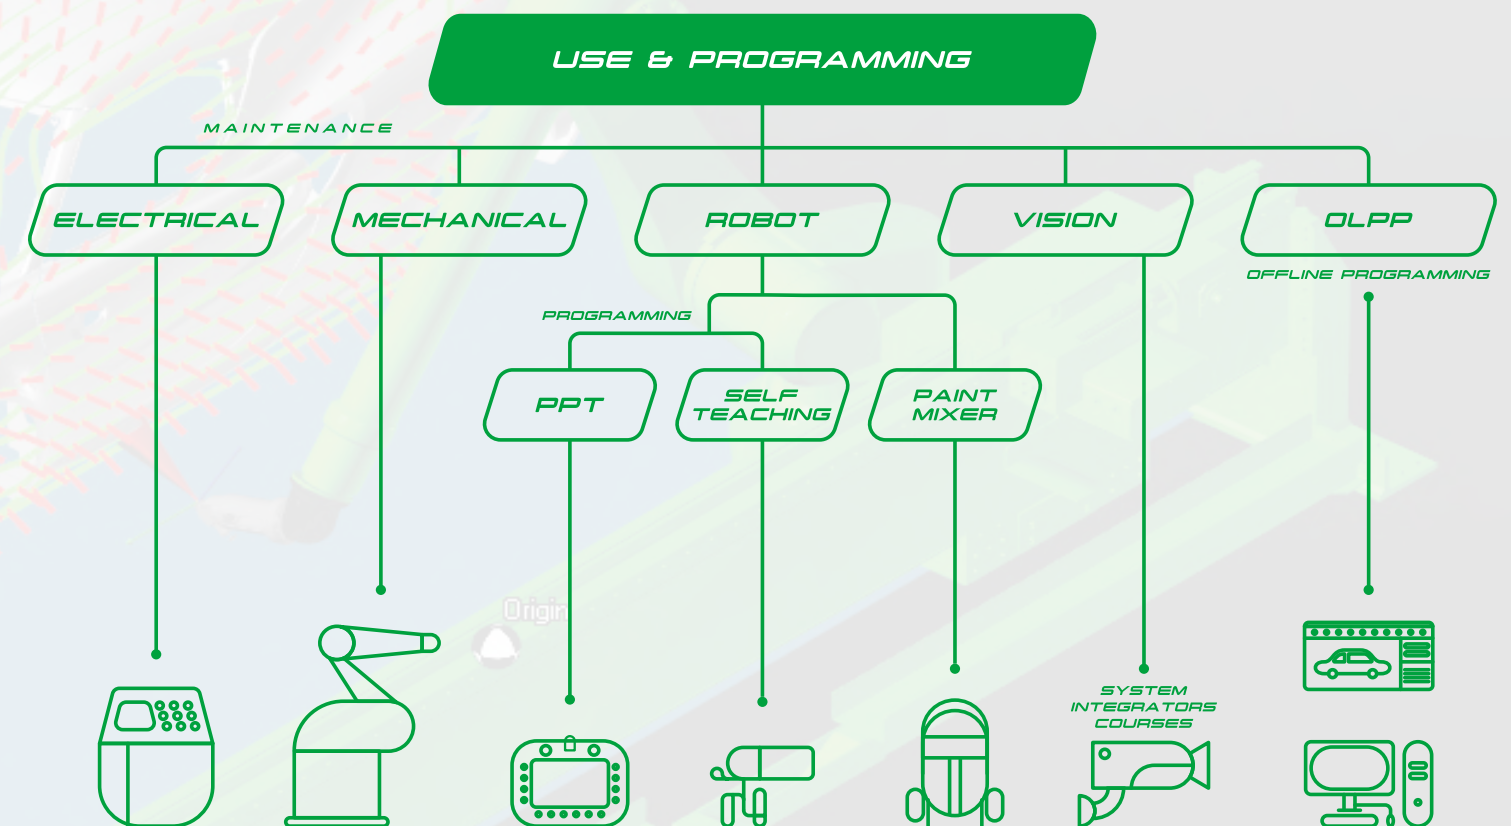 USE & PROGRAMMING
MAINTENANCE
ELECTRICAL
MECHANICAL
ROBOT
VISION
OLPP
OFFLINE PROGRAMMING
PROGRAMMING
PPT
SELF
TEACHING
PAINT
MIXER
Origin
SYSTEM
INTEGRATORS
COURSES